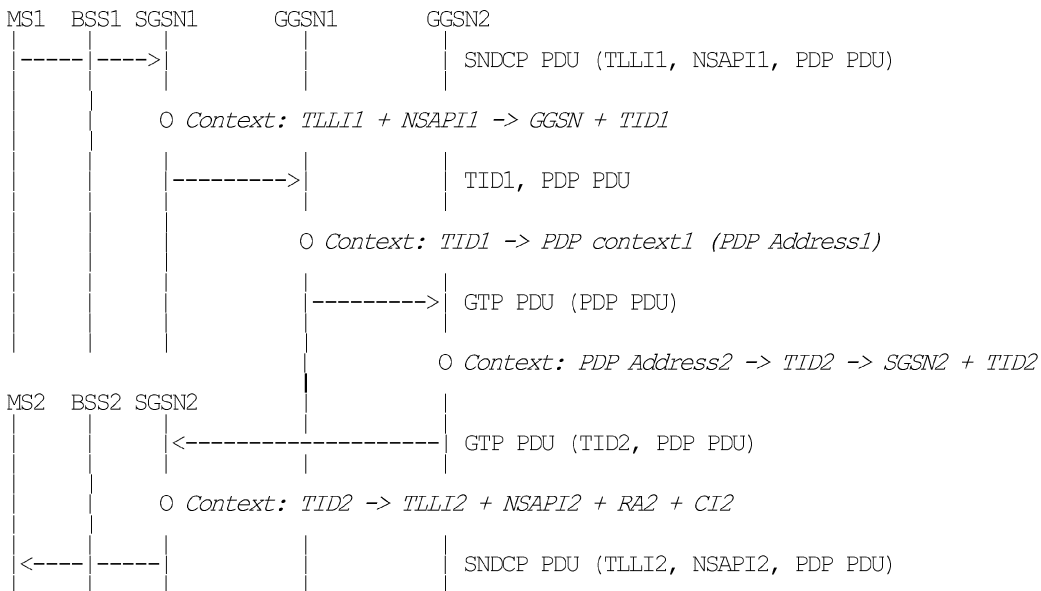 MS1 BSS1 SGSN1 GGSN1 GGSN2
SNDCP PDU (TLLI1, NSAPI1, PDP PDU)
O Context: TLLI1 + NSAPI1 -> GGSN + TID1
TID1, PDP PDU
O Context: TID1 -> PDP context1 (PDP Address1)
GTP PDU (PDP PDU)
O Context: PDP Address2 -> TID2 -> SGSN2 + TID2
MS2 BSS2 SGSN2
GTP PDU (TID2, PDP PDU)
O Context: TID2 -> TLLI2 + NSAPI2 + RA2 + CI2
SNDCP PDU (TLLI2, NSAPI2, PDP PDU)